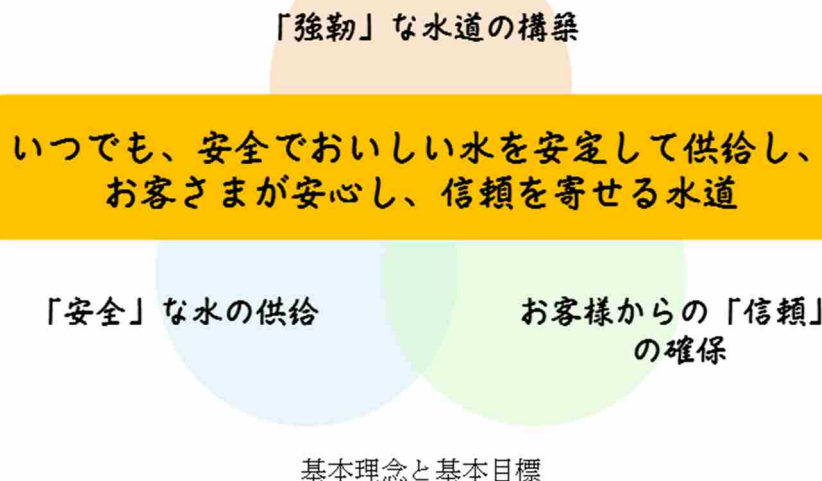 「強靭」な水道の構築
いつでも、安全でおいしい水を安定して供給し、
お客さまが安心し、信頼を寄せる水道
「安全」な水の供給
お客様からの「信頼」
の確保
基本理念と基本目標